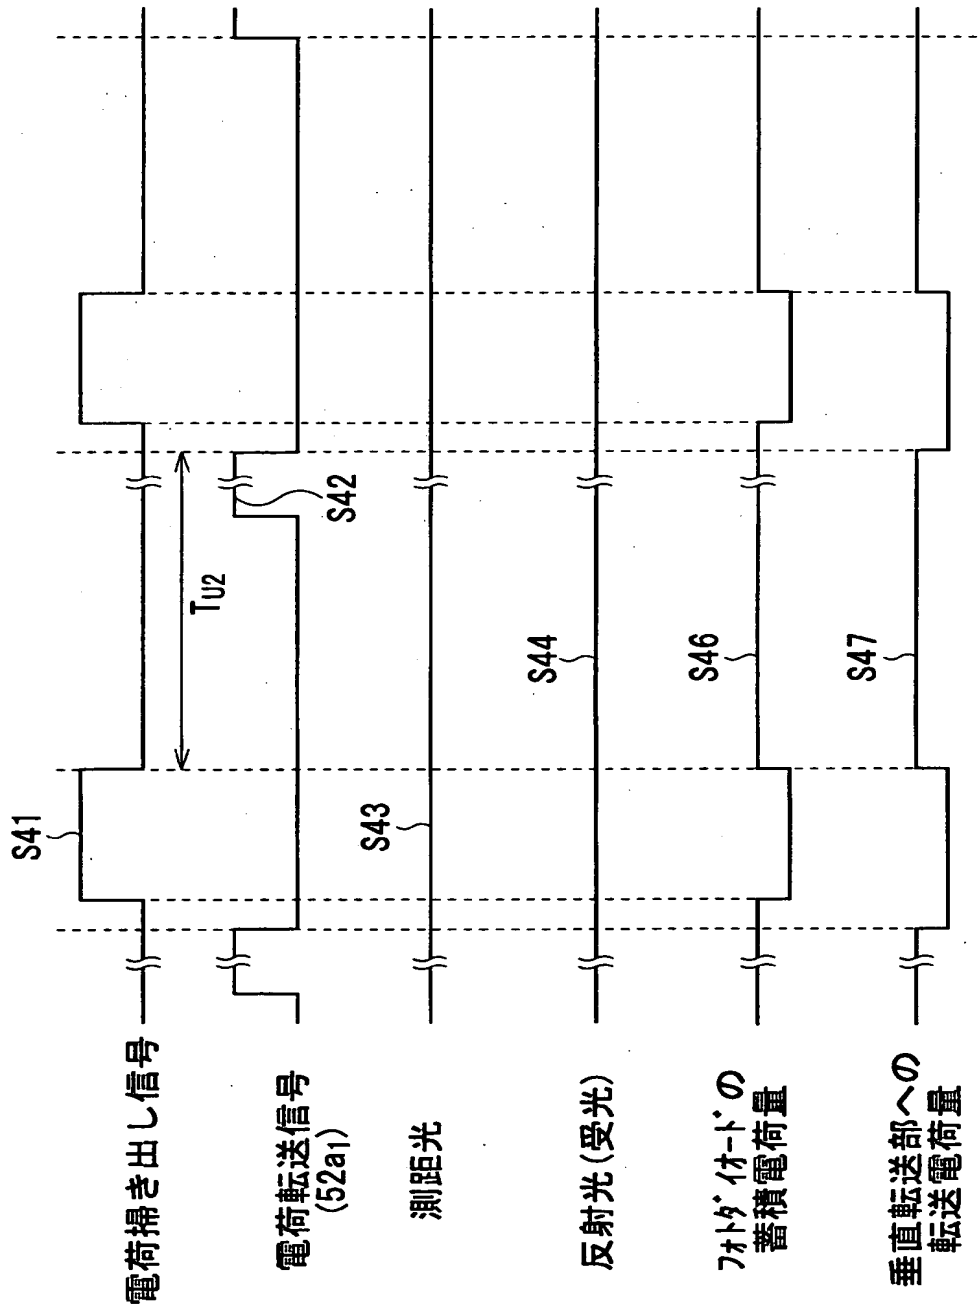 電荷掃き出し信号
S41
TU2
電荷転送信号
(52a1)
S42
測距光
S43
反射光(受光)
S44
フォトダイオードの
蓄積電荷量
S46
垂直転送部への
転送電荷量
S47